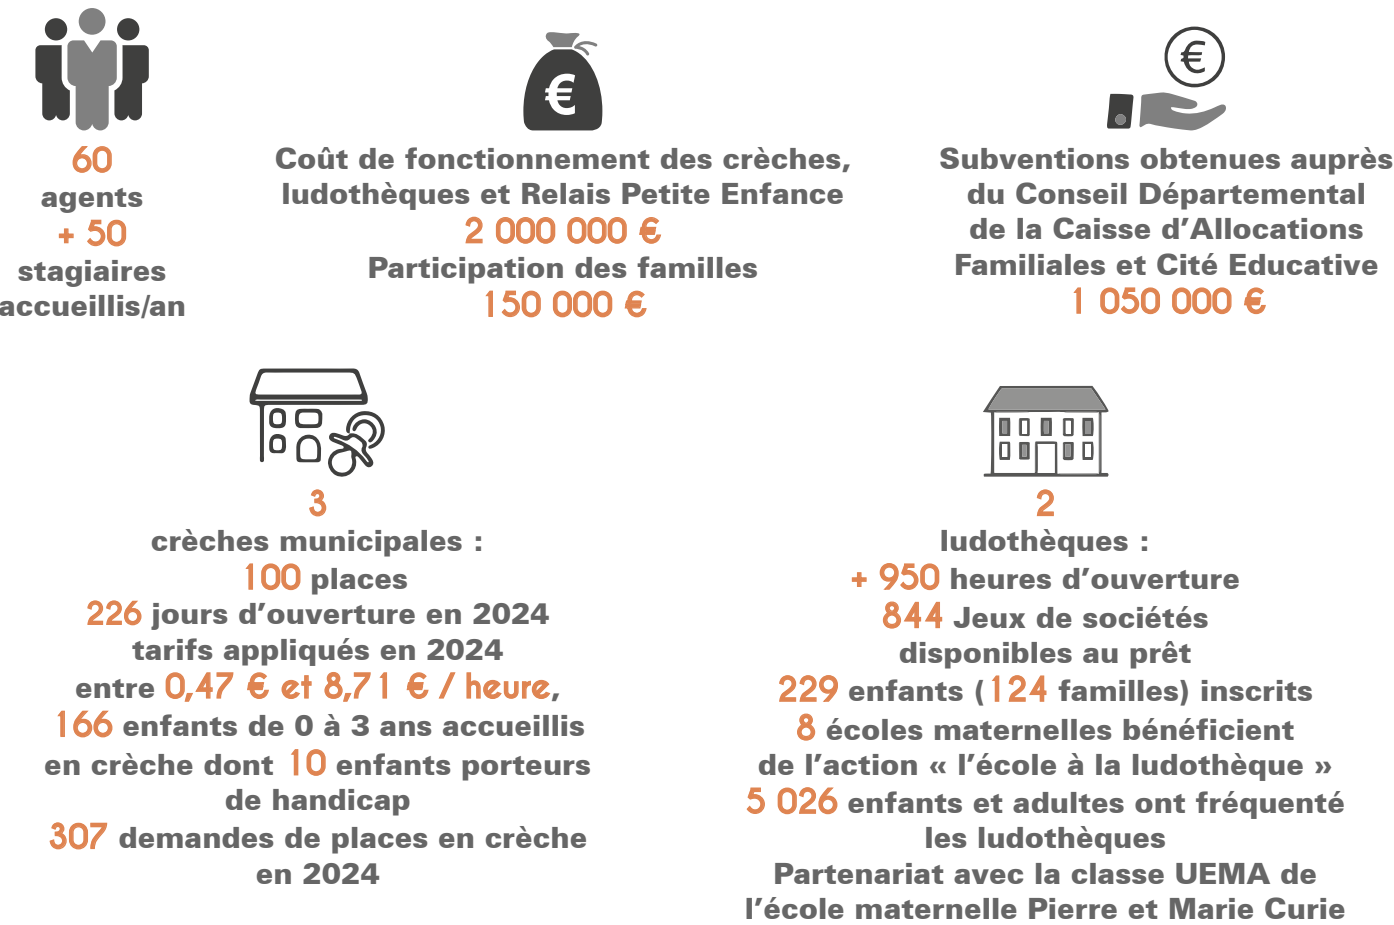 60
agents
+ 50
stagiaires
accueillis/an
€
Coût de fonctionnement des crèches,
ludothèques et Relais Petite Enfance
2 000 000 €
Participation des familles
150 000 €
€
Subventions obtenues auprès
du Conseil Départemental
de la Caisse d’Allocations
Familiales et Cité Educative
1 050 000 €
3
crèches municipales :
100 places
226 jours d’ouverture en 2024
tarifs appliqués en 2024
entre 0,47 € et 8,71 € / heure,
166 enfants de 0 à 3 ans accueillis
en crèche dont 10 enfants porteurs
de handicap
307 demandes de places en crèche
en 2024
2
ludothèques :
+ 950 heures d’ouverture
844 Jeux de sociétés
disponibles au prêt
229 enfants (124 familles) inscrits
8 écoles maternelles bénéficient
de l’action « l’école à la ludothèque »
5 026 enfants et adultes ont fréquenté
les ludothèques
Partenariat avec la classe UEMA de
l’école maternelle Pierre et Marie Curie